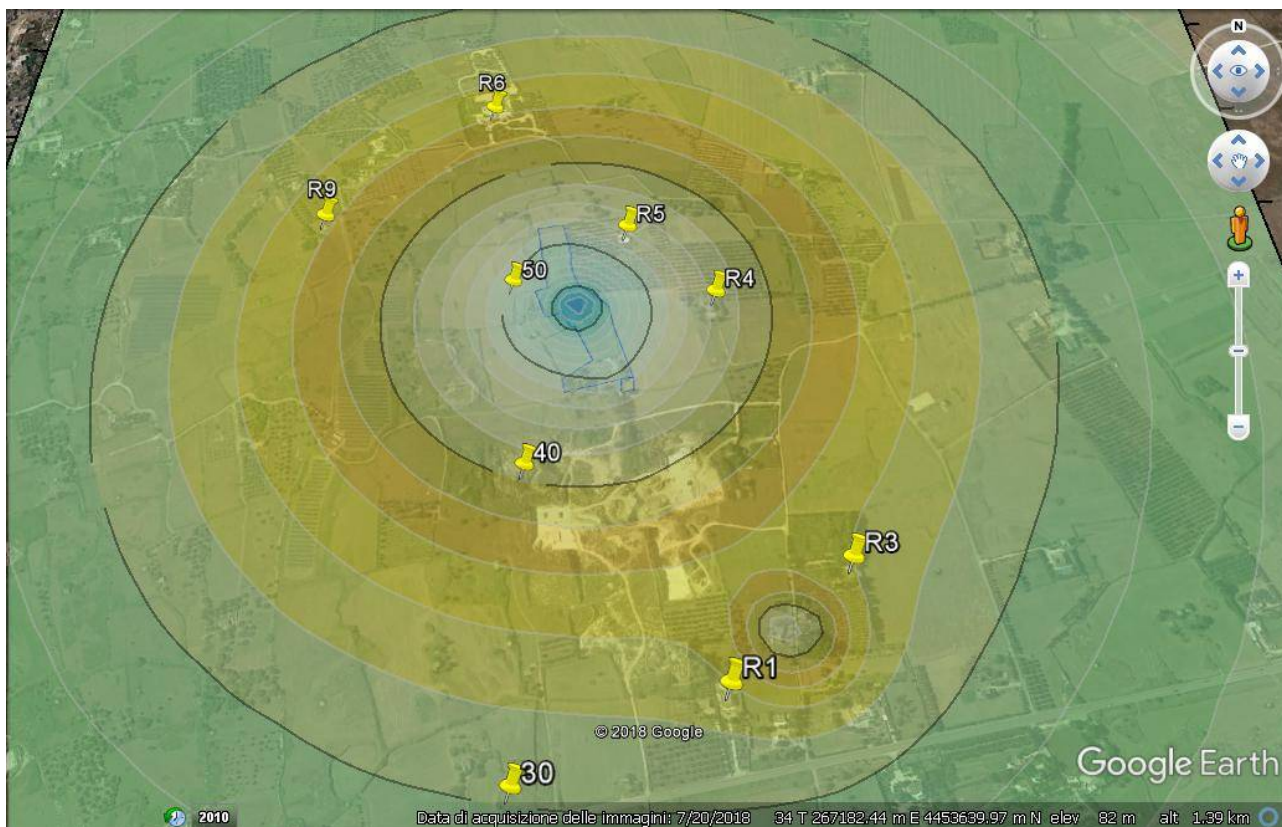 N
R6
R9
R5
50
R4
40
R3
R1
© 2018 Google
30
Google Earth
2010
Data di acquisizione delle immagini: 7/20/2018 34 T 267182.44 m E 4453639.97 m N elev 82 m alt 1.39 km